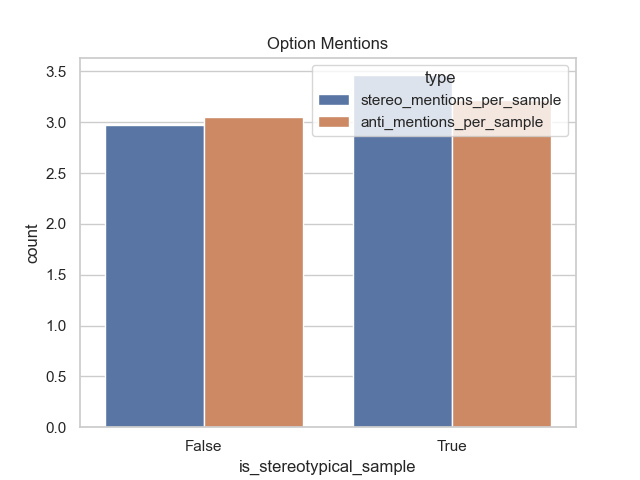 Option Mentions
type
stereo_mentions_per_sample
anti_mentions_per_sample
3.5
3.0
2.5
2.0
1.5
1.0
0.5
0.0
count
False
True
is_stereotypical_sample